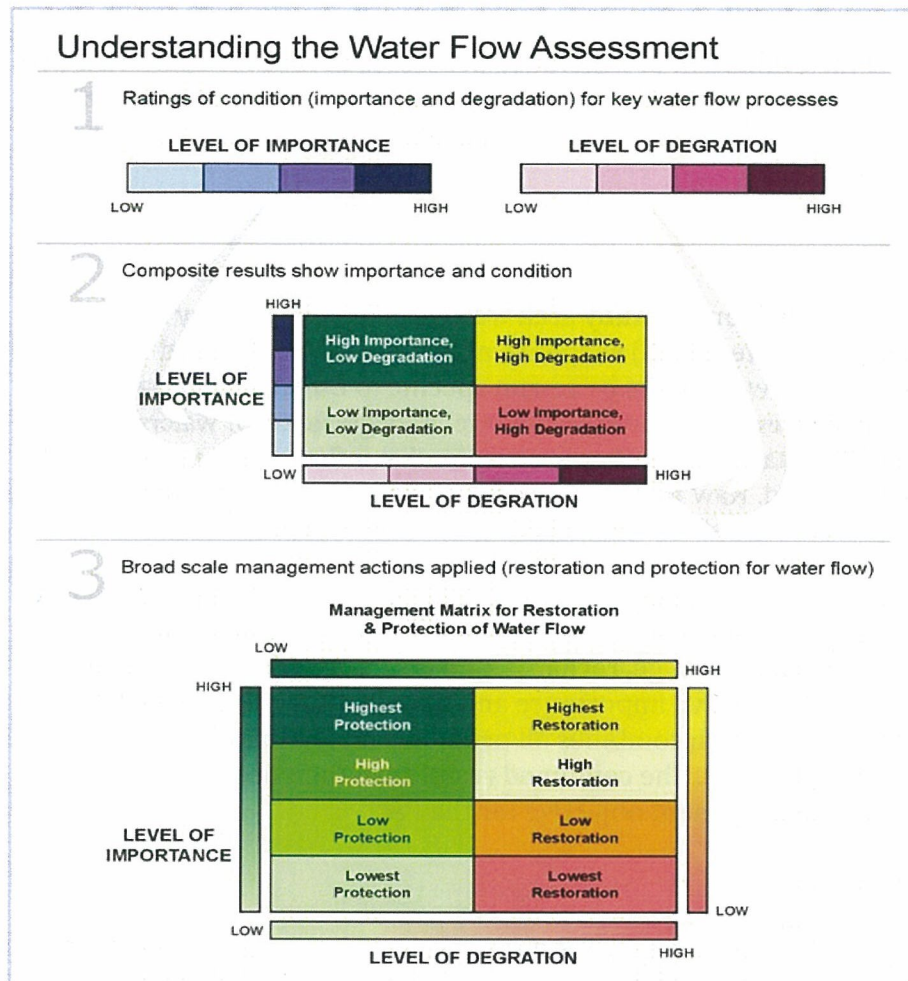 Understanding the Water Flow Assessment
1
Ratings of condition (importance and degradation) for key water flow processes
LEVEL OF IMPORTANCE
LOW
HIGH
LEVEL OF DEGRATION
LOW
HIGH
2
Composite results show importance and condition
HIGH
LEVEL OF
IMPORTANCE
High Importance,
Low Degradation
High Importance,
High Degradation
Low Importance,
Low Degradation
Low Importance,
High Degradation
LOW
HIGH
LEVEL OF DEGRATION
3
Broad scale management actions applied (restoration and protection for water flow)
Management Matrix for Restoration
& Protection of Water Flow
LOW
HIGH
HIGH
Highest
Protection
Highest
Restoration
High
Protection
High
Restoration
LEVEL OF
IMPORTANCE
Low
Protection
Low
Restoration
Lowest
Protection
Lowest
Restoration
LOW
LOW
HIGH
LEVEL OF DEGRATION